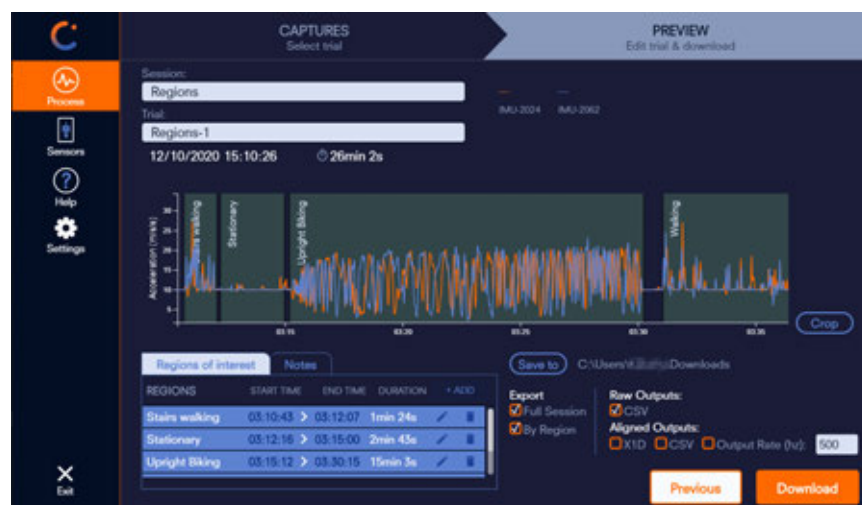 CAPTURES
Select trial
PREVIEW
Edit trial & download
Process
Sensors
Help
Settings
Exit
Session:
Regions
Trial:
Regions-1
12/10/2020 15:10:26 26min 2s
IMU-2024 IMU-2062
Acceleration (m/s/s)
30
20
10
5
Stairs walking
Stationary
Upright Biking
Walking
03:15 03:20 03:25 03:30 03:35
Crop
Regions of interest Notes
REGIONS START TIME END TIME DURATION + ADD
Stairs walking 03:10:43 > 03:12:07 1min 24s
Stationary 03:12:16 > 03:15:00 2min 43s
Upright Biking 03:15:12 > 03:30:15 15min 3s
Save to C:\Users\ Downloads
Export
Full Session
By Region
Raw Outputs:
CSV
Aligned Outputs:
X1D CSV Output Rate (hz): 500
Previous
Download